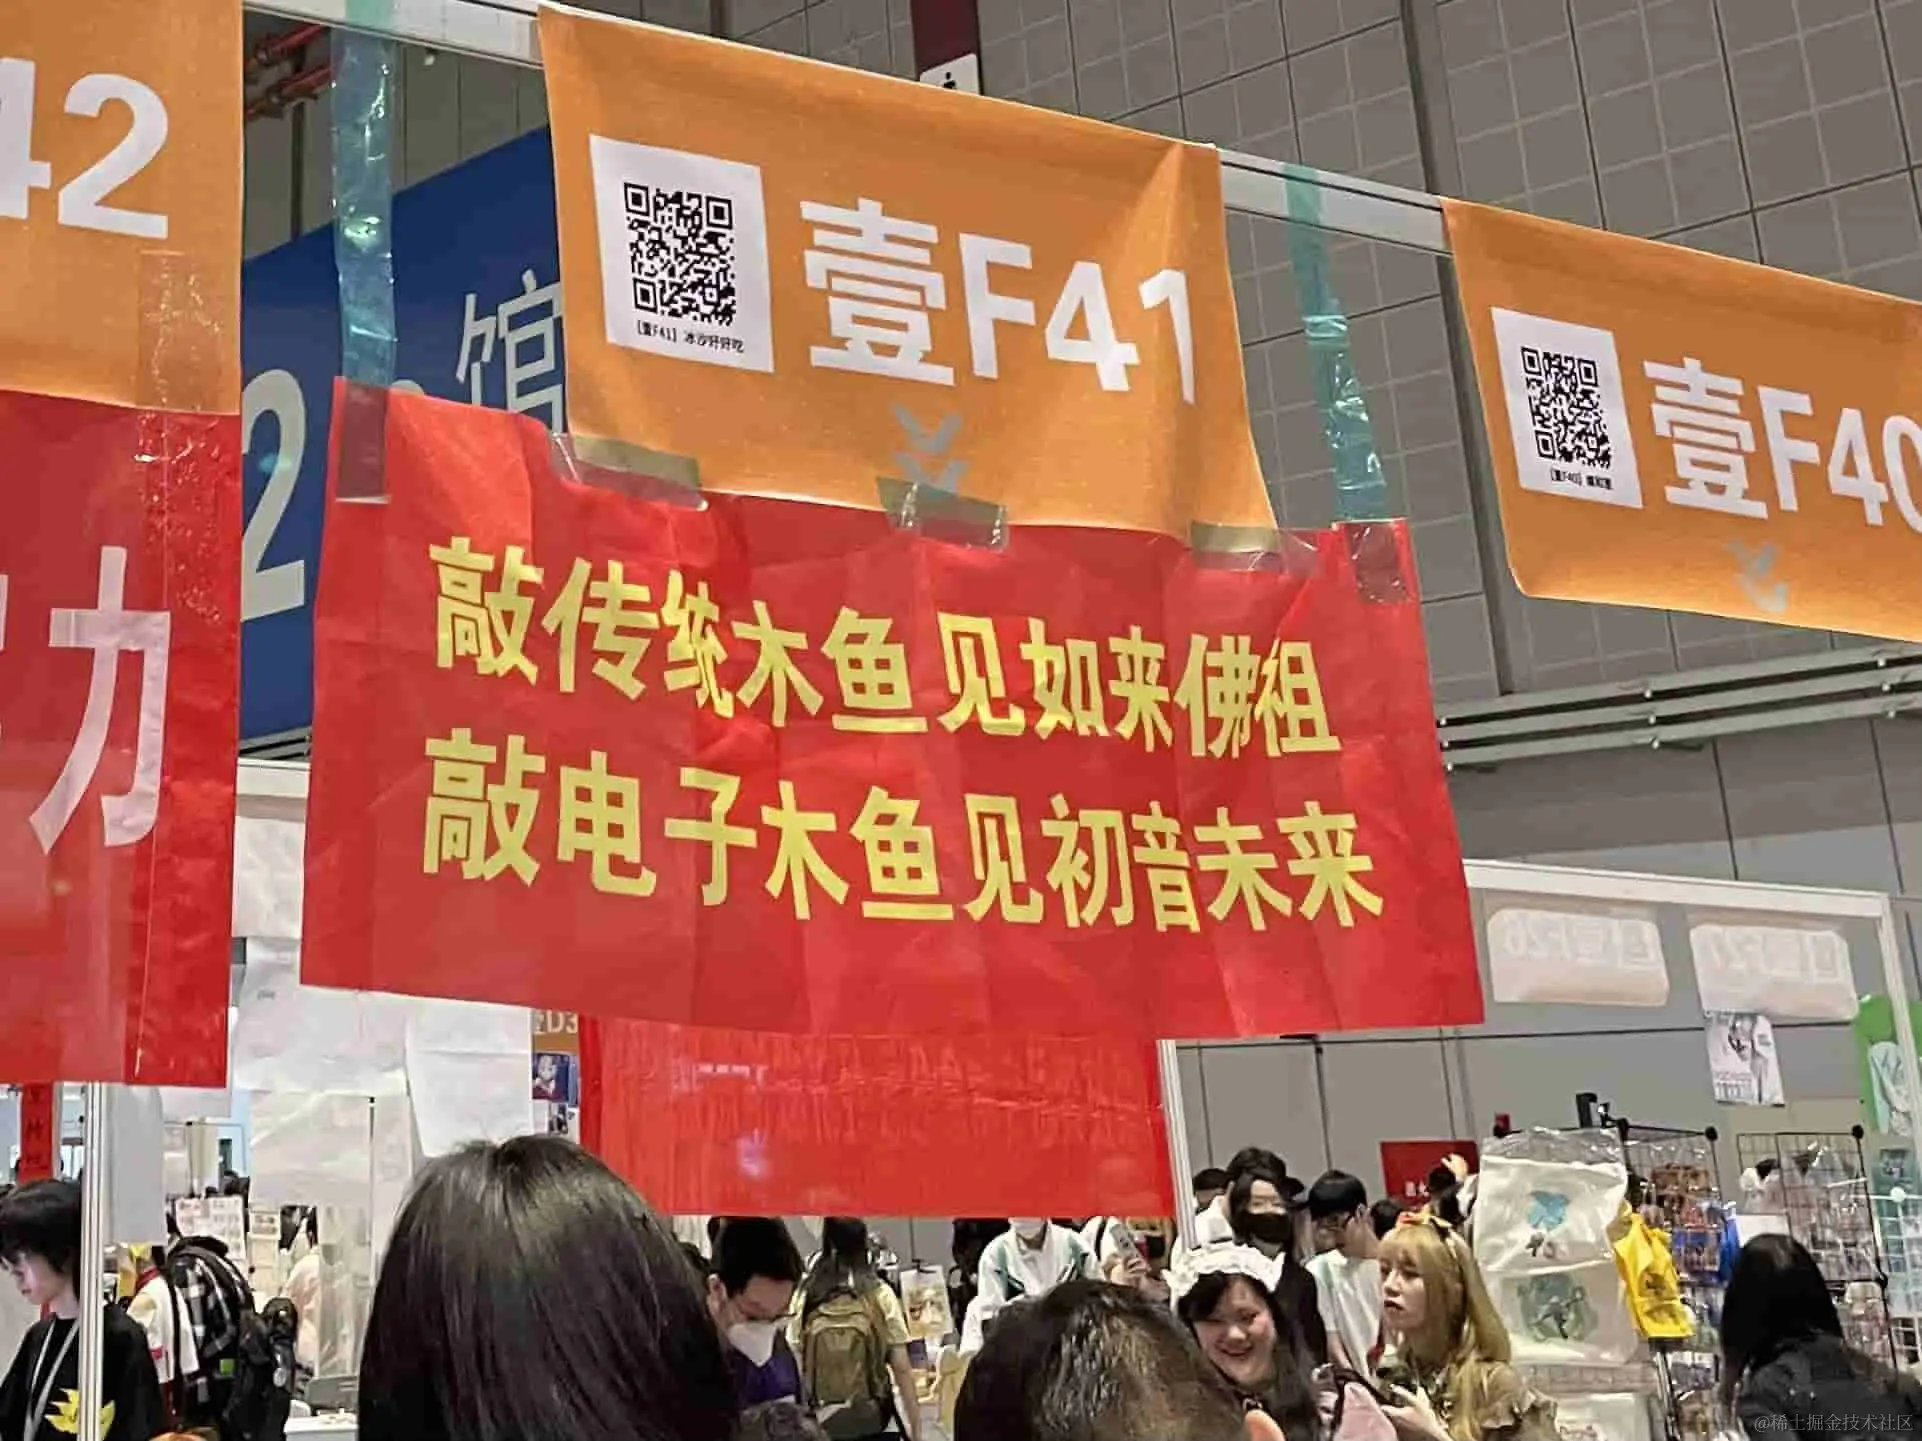 42
壹F41
【壹F41】冰沙好好吃
壹F40
2
馆
敲传统木鱼见如来佛祖
敲电子木鱼见初音未来
力
@稀土掘金技术社区